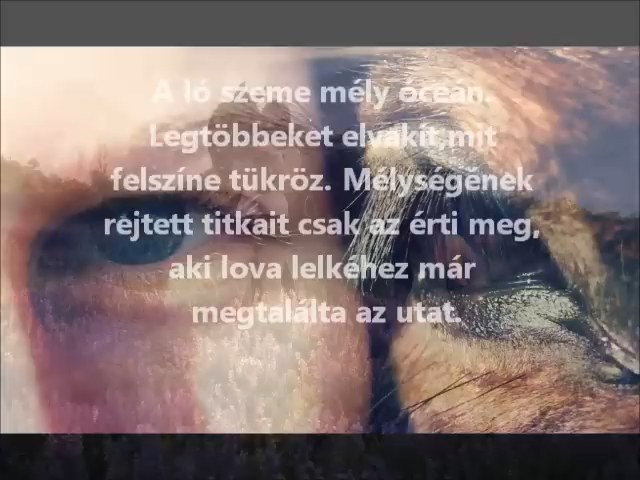 A ló szeme mély óceán.
Legtöbbeket elvakít,mit
felszíne tükröz. Mélységének
rejtett titkait csak az érti meg,
aki lova lelkéhez már
megtalálta az utat.